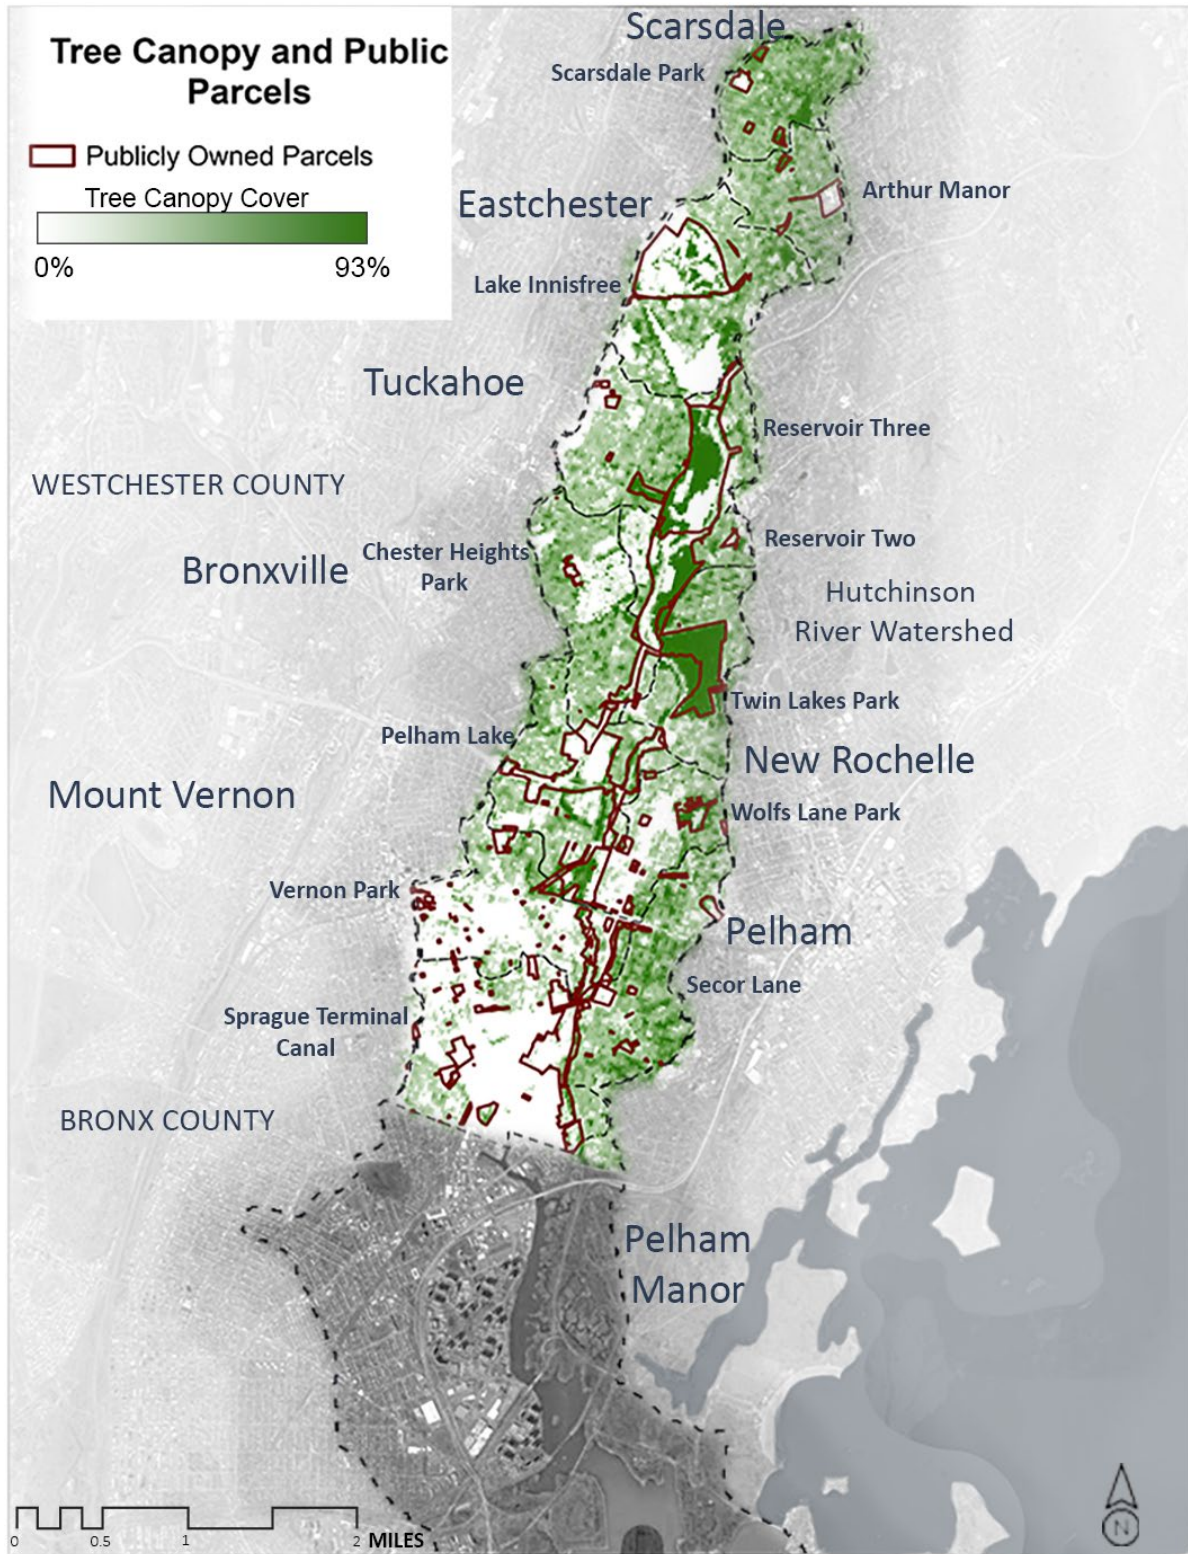 Tree Canopy and Public
Parcels
Publicly Owned Parcels
Tree Canopy Cover
0%
93%
Scarsdale
Scarsdale Park
Arthur Manor
Eastchester
Lake Innisfree
Tuckahoe
Reservoir Three
WESTCHESTER COUNTY
Reservoir Two
Chester Heights
Park
Bronxville
Hutchinson
River Watershed
Twin Lakes Park
Pelham Lake
New Rochelle
Mount Vernon
Wolfs Lane Park
Vernon Park
Pelham
Secor Lane
Sprague Terminal
Canal
BRONX COUNTY
Pelham
Manor
0 0.5 1 2 MILES
N